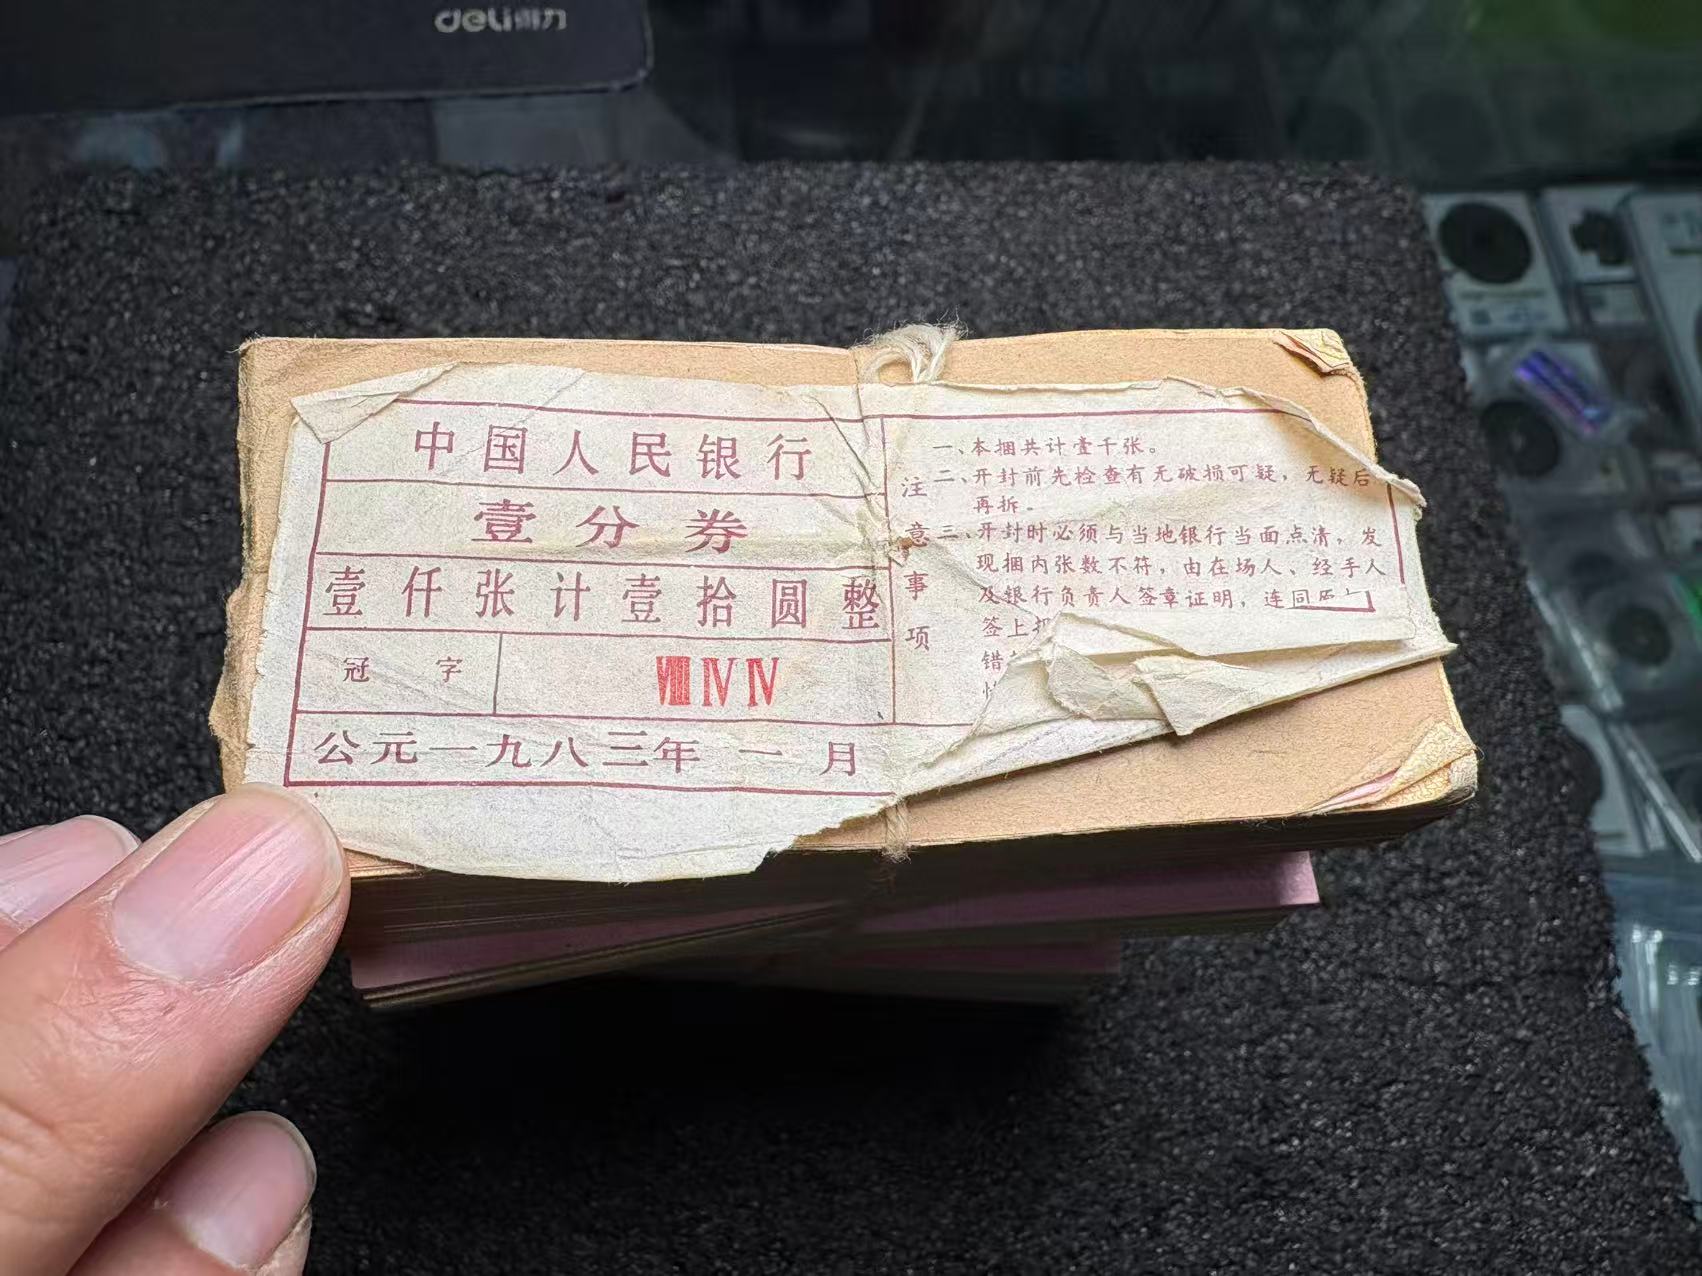 deli得力
中国人民银行
壹分券
壹仟张计壹拾圆整
冠字 ⅧⅣⅣ
公元一九八三年一月
注意事项
一、本捆共计壹千张。
二、开封前先检查有无破损可疑，无疑后
再拆。
三、开封时必须与当地银行当面点清，发
现捆内张数不符，由在场人、经手人
及银行负责人签章证明，连同原
签上
错